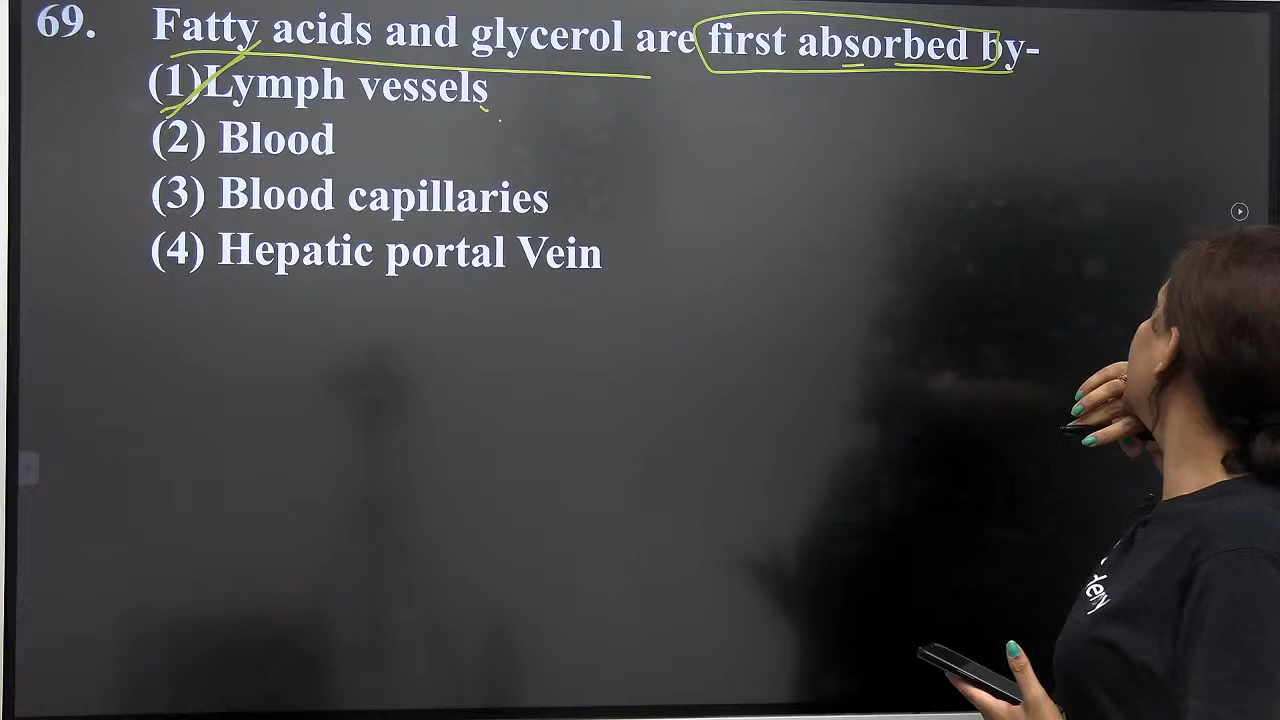 69. Fatty acids and glycerol are first absorbed by-
(1) Lymph vessels
(2) Blood
(3) Blood capillaries
(4) Hepatic portal Vein